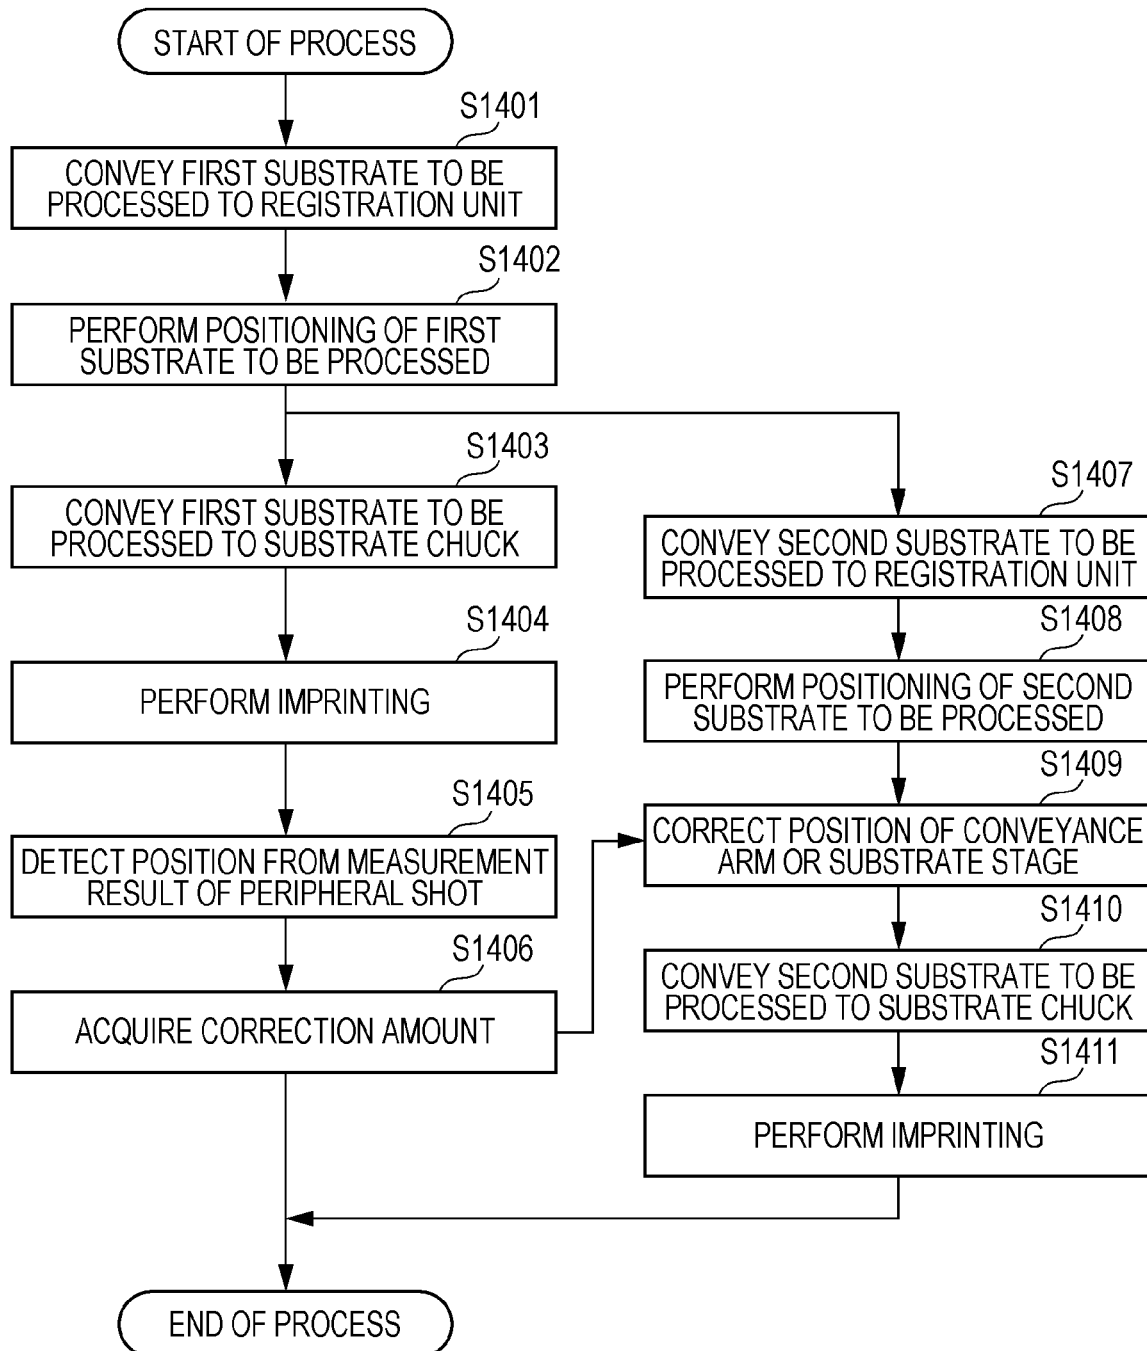 START OF PROCESS
S1401
CONVEY FIRST SUBSTRATE TO BE
PROCESSED TO REGISTRATION UNIT
S1402
PERFORM POSITIONING OF FIRST
SUBSTRATE TO BE PROCESSED
S1403
CONVEY FIRST SUBSTRATE TO BE
PROCESSED TO SUBSTRATE CHUCK
S1404
PERFORM IMPRINTING
S1405
DETECT POSITION FROM MEASUREMENT
RESULT OF PERIPHERAL SHOT
S1406
ACQUIRE CORRECTION AMOUNT
S1407
CONVEY SECOND SUBSTRATE TO BE
PROCESSED TO REGISTRATION UNIT
S1408
PERFORM POSITIONING OF SECOND
SUBSTRATE TO BE PROCESSED
S1409
CORRECT POSITION OF CONVEYANCE
ARM OR SUBSTRATE STAGE
S1410
CONVEY SECOND SUBSTRATE TO BE
PROCESSED TO SUBSTRATE CHUCK
S1411
PERFORM IMPRINTING
END OF PROCESS